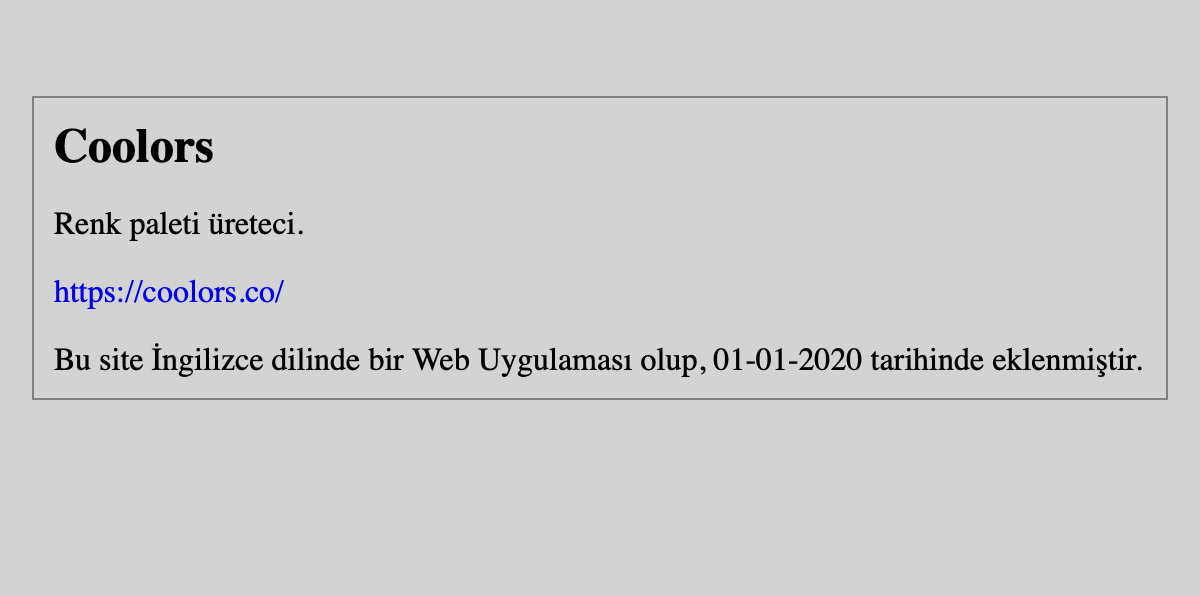 Coolors
Renk paleti üreteci.
https://coolors.co/
Bu site İngilizce dilinde bir Web Uygulaması olup, 01-01-2020 tarihinde eklenmiştir.